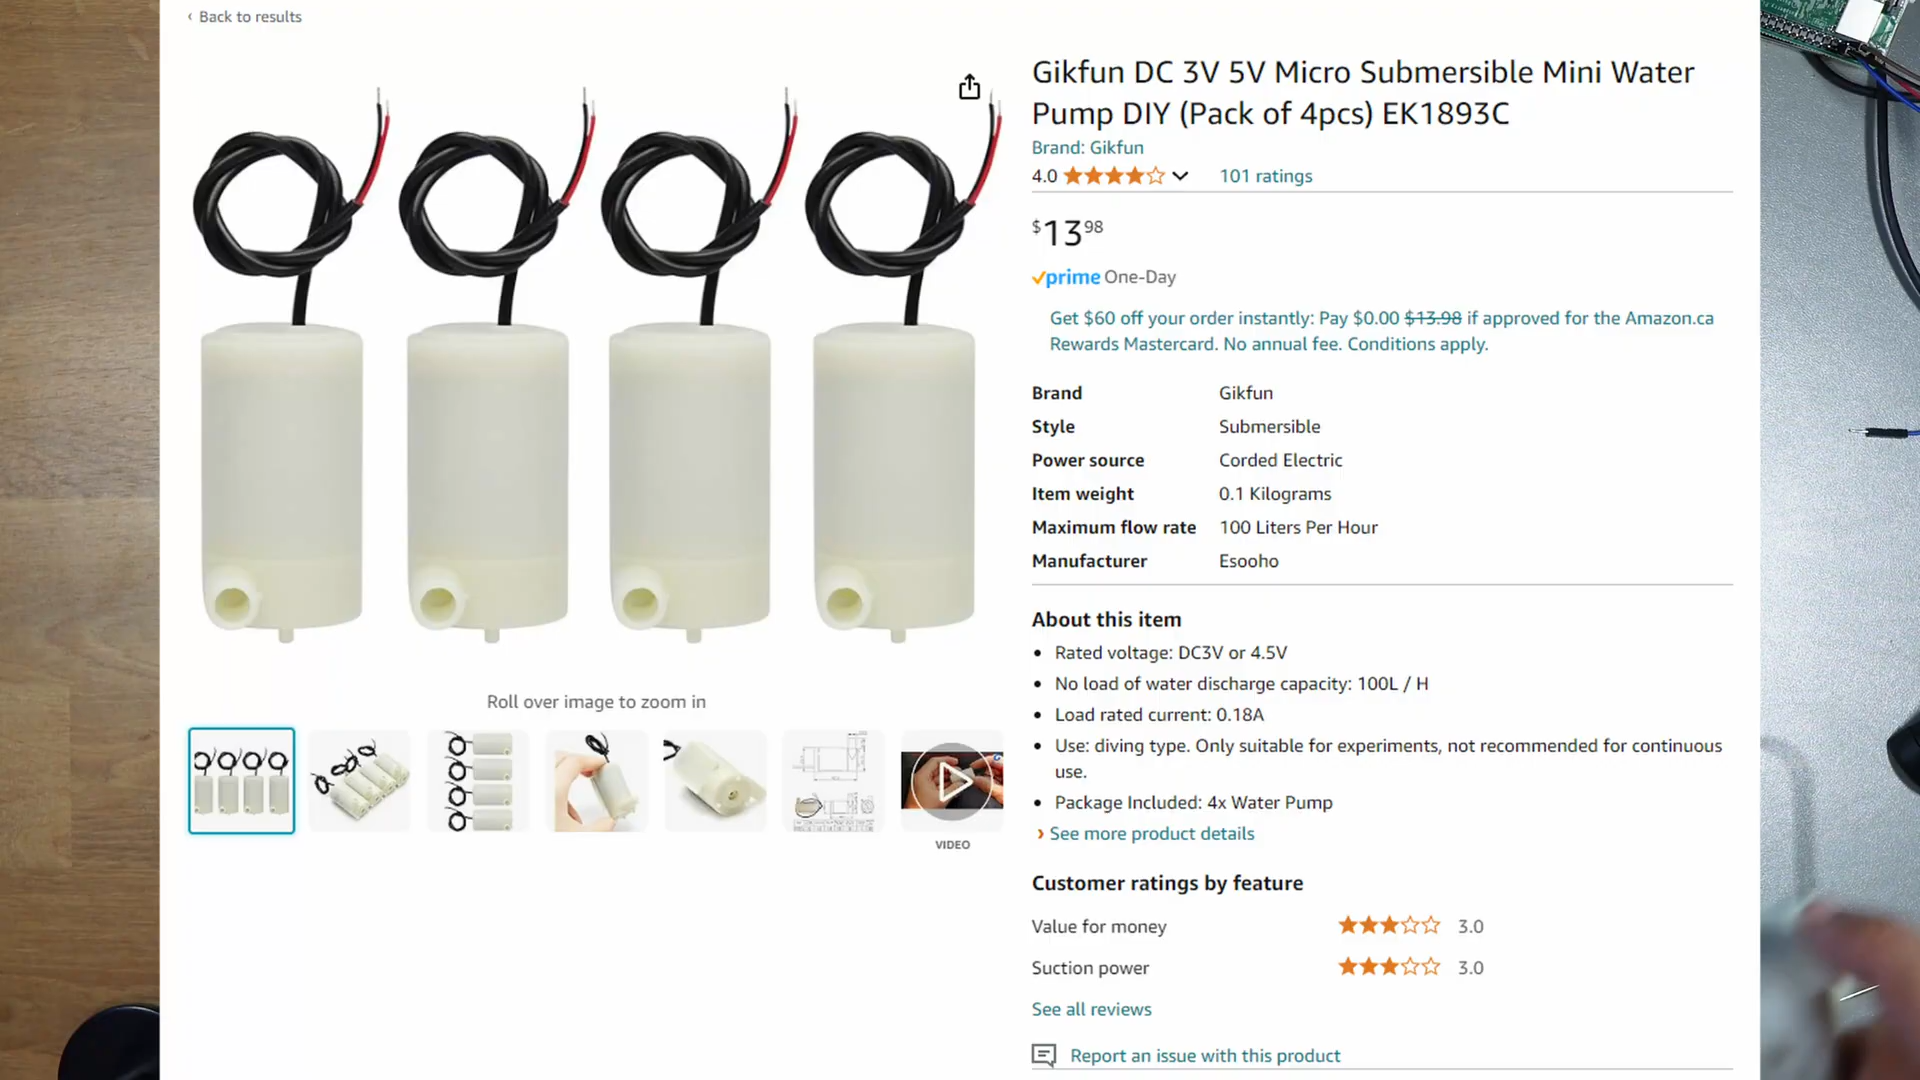 ‹ Back to results
Gikfun DC 3V 5V Micro Submersible Mini Water
Pump DIY (Pack of 4pcs) EK1893C
Brand: Gikfun
4.0 101 ratings
$13 98
prime One-Day
Get $60 off your order instantly: Pay $0.00 $13.98 if approved for the Amazon.ca
Rewards Mastercard. No annual fee. Conditions apply.
Brand Gikfun
Style Submersible
Power source Corded Electric
Item weight 0.1 Kilograms
Maximum flow rate 100 Liters Per Hour
Manufacturer Esooho
About this item
• Rated voltage: DC3V or 4.5V
• No load of water discharge capacity: 100L / H
• Load rated current: 0.18A
• Use: diving type. Only suitable for experiments, not recommended for continuous
use.
• Package Included: 4x Water Pump
› See more product details
Roll over image to zoom in
VIDEO
Customer ratings by feature
Value for money 3.0
Suction power 3.0
See all reviews
Report an issue with this product